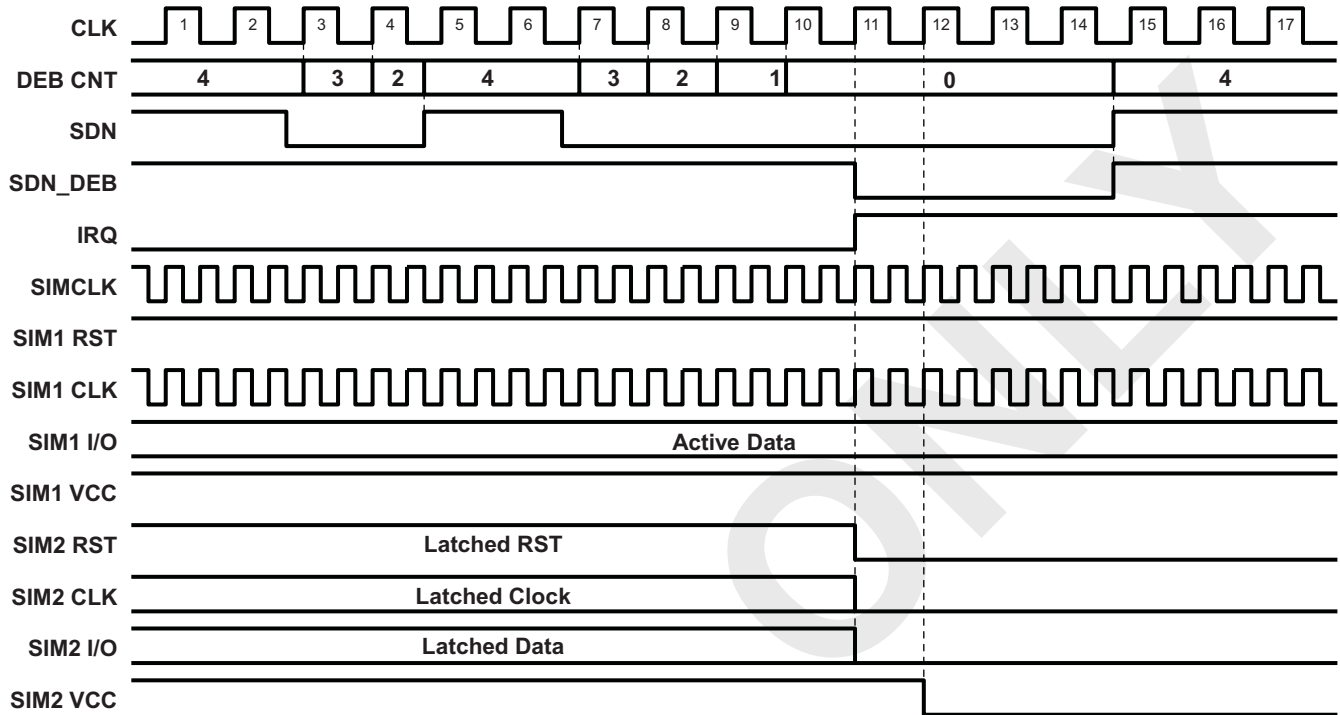 CLK 1 2 3 4 5 6 7 8 9 10 11 12 13 14 15 16 17
DEB CNT 4 3 2 4 3 2 1 0 4
SDN
SDN_DEB
IRQ
SIMCLK
SIM1 RST
SIM1 CLK
SIM1 I/O Active Data
SIM1 VCC
SIM2 RST Latched RST
SIM2 CLK Latched Clock
SIM2 I/O Latched Data
SIM2 VCC
ONLY